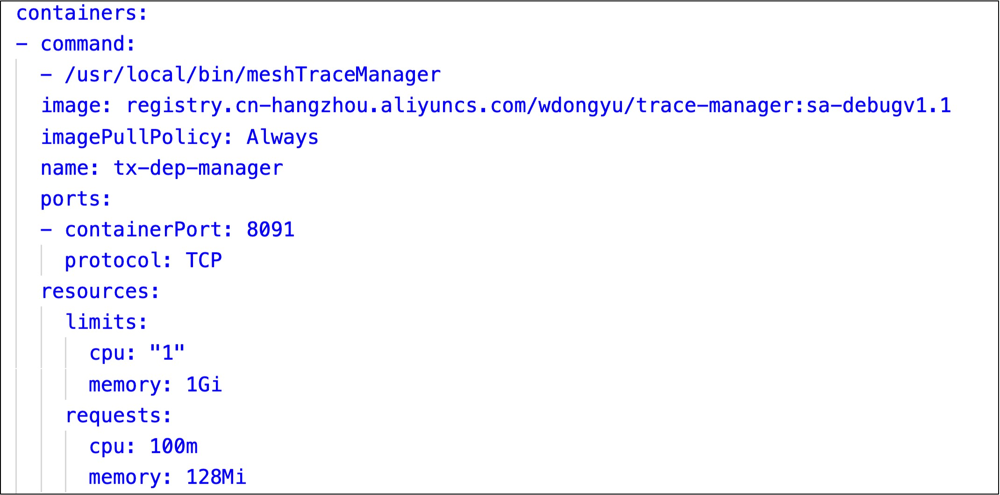 containers:
- command:
  - /usr/local/bin/meshTraceManager
  image: registry.cn-hangzhou.aliyuncs.com/wdongyu/trace-manager:sa-debugv1.1
  imagePullPolicy: Always
  name: tx-dep-manager
  ports:
  - containerPort: 8091
    protocol: TCP
  resources:
    limits:
      cpu: "1"
      memory: 1Gi
    requests:
      cpu: 100m
      memory: 128Mi